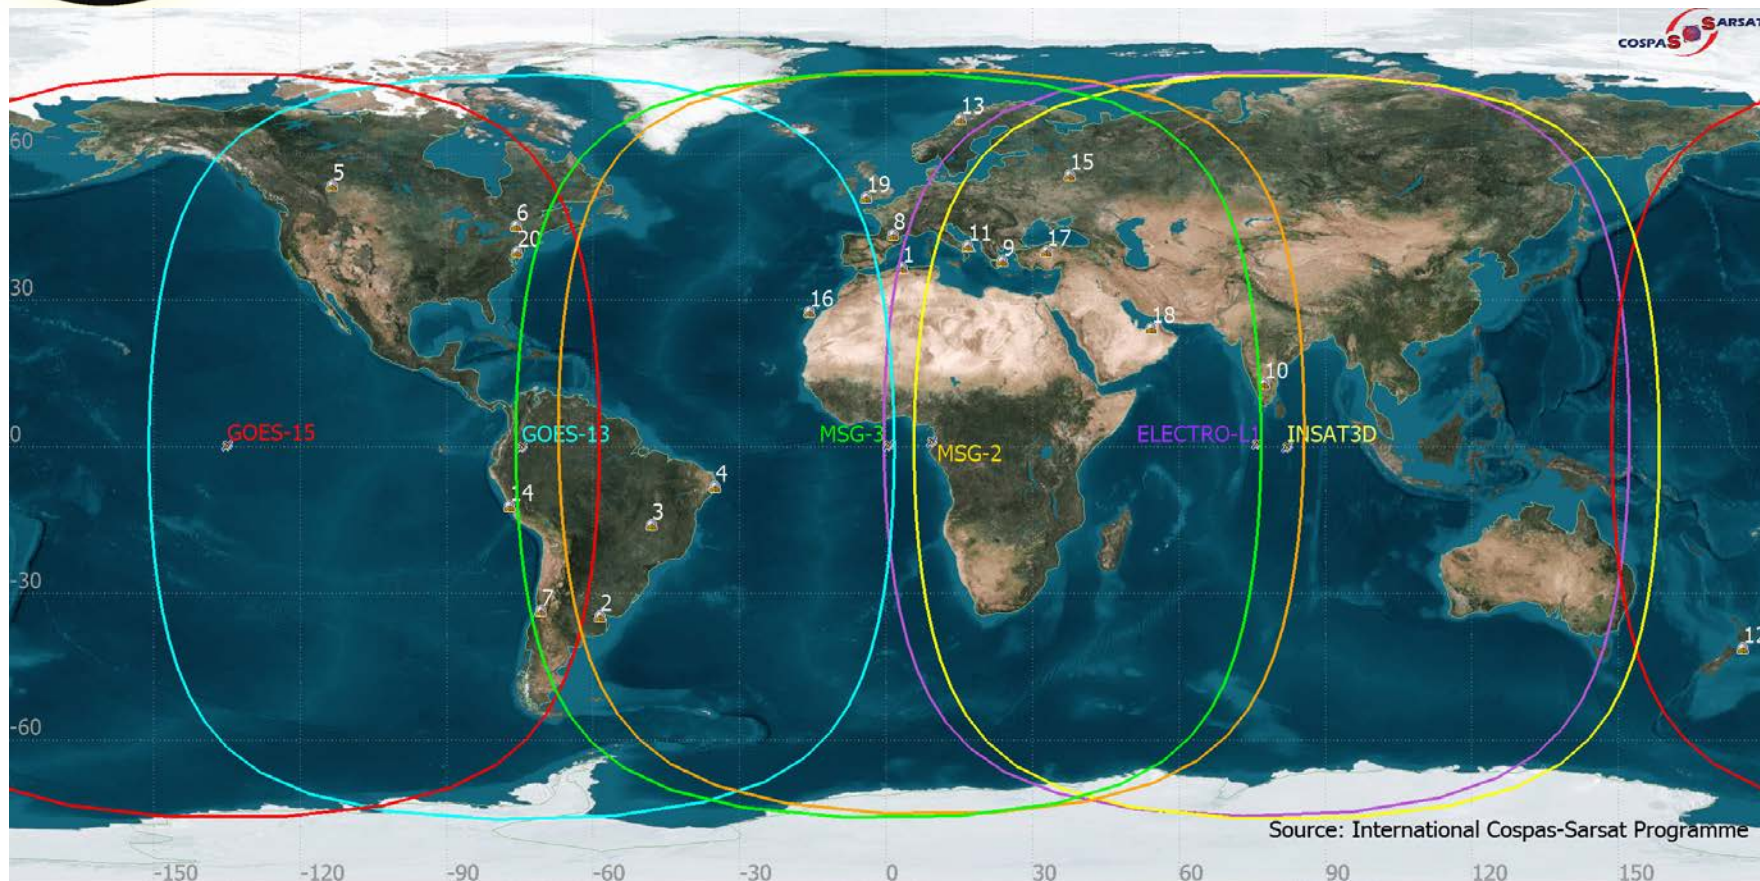 COSPAS SARSAT
13
60
15
5
19
6
8
20
11
17
9
1
30
16
18
10
0
GOES-15
GOES-13
MSG-3
MSG-2
ELECTRO-L1
INSAT3D
4
14
3
-30
7
2
12
-60
Source: International Cospas-Sarsat Programme
-150 -120 -90 -60 -30 0 30 60 90 120 150